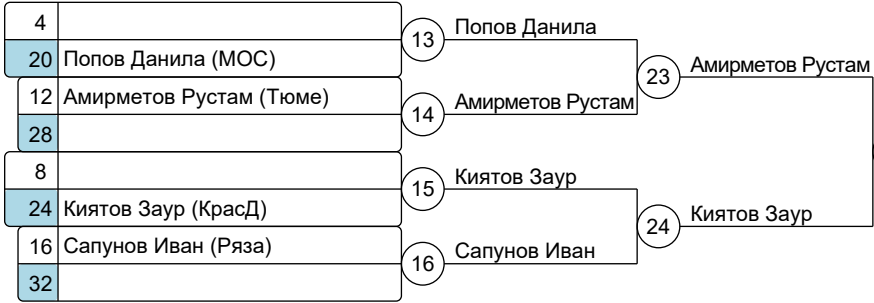 4
20 Попов Данила (МОС)
13 Попов Данила
12 Амирметов Рустам (Тюме)
28
14 Амирметов Рустам
23 Амирметов Рустам
8
24 Киятов Заур (КрасД)
15 Киятов Заур
16 Сапунов Иван (Ряза)
32
16 Сапунов Иван
24 Киятов Заур